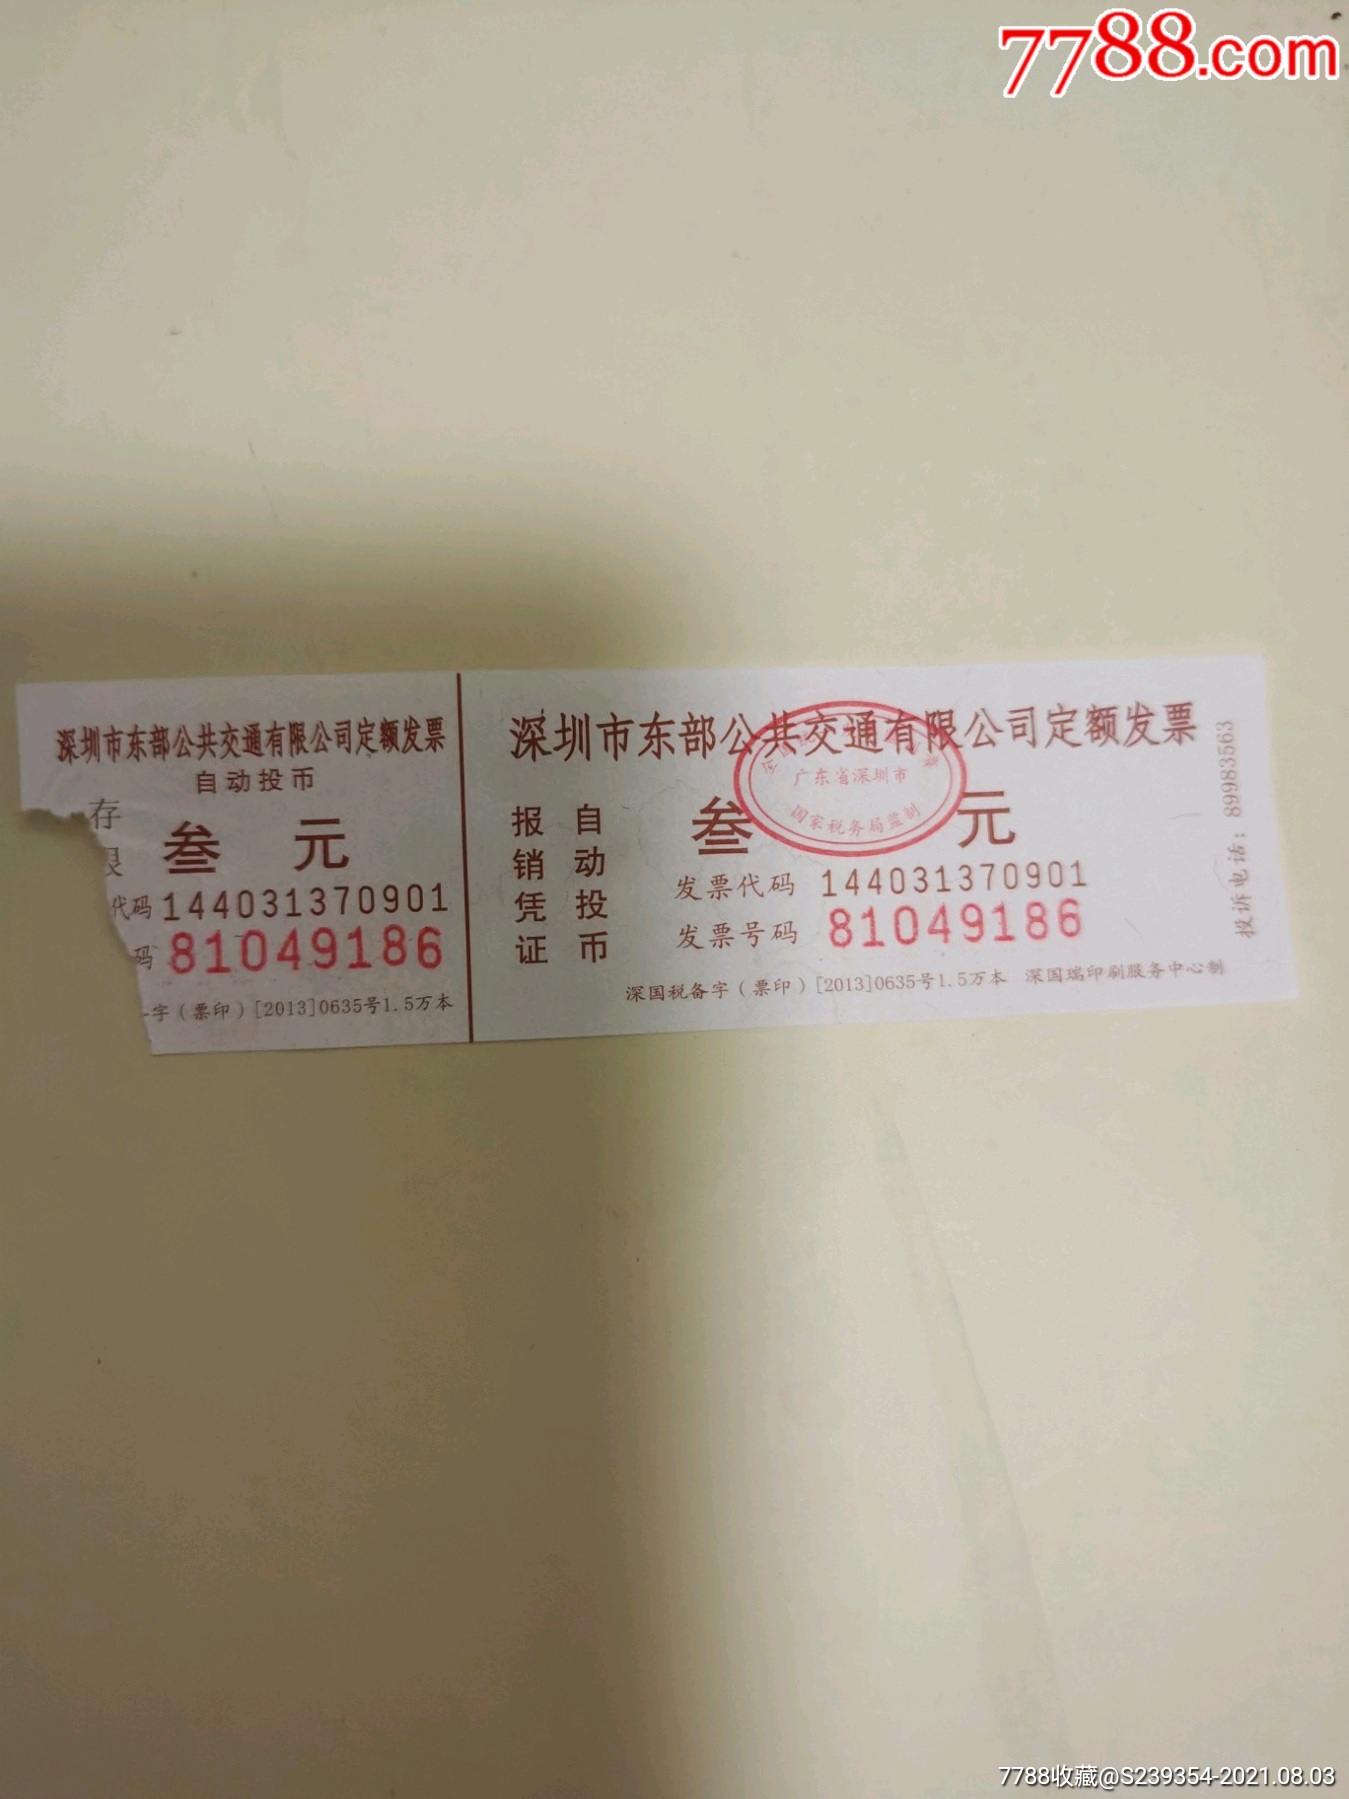 7788.com
深圳市东部公共交通有限公司定额发票
自动投币
存
叁 元
代码 144031370901
码 81049186
字（票印）[2013]0635号1.5万本
深圳市东部公共交通有限公司定额发票
广东省深圳市
国家税务局监制
报销凭证
自动投币
叁 元
发票代码 144031370901
发票号码 81049186
深国税备字（票印）[2013]0635号1.5万本 深国瑞印刷服务中心制
投诉电话：89983563
7788收藏@S239354-2021.08.03